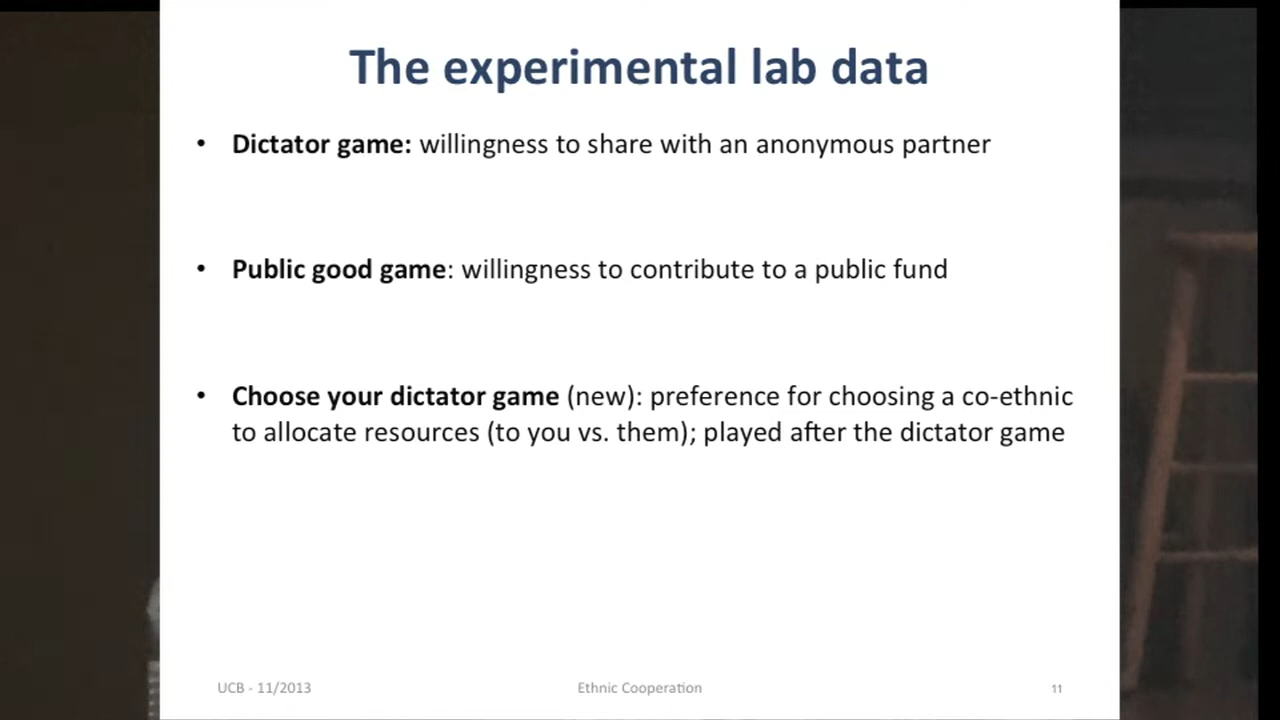 The experimental lab data
• Dictator game: willingness to share with an anonymous partner
• Public good game: willingness to contribute to a public fund
• Choose your dictator game (new): preference for choosing a co-ethnic
to allocate resources (to you vs. them); played after the dictator game
UCB - 11/2013
Ethnic Cooperation
11